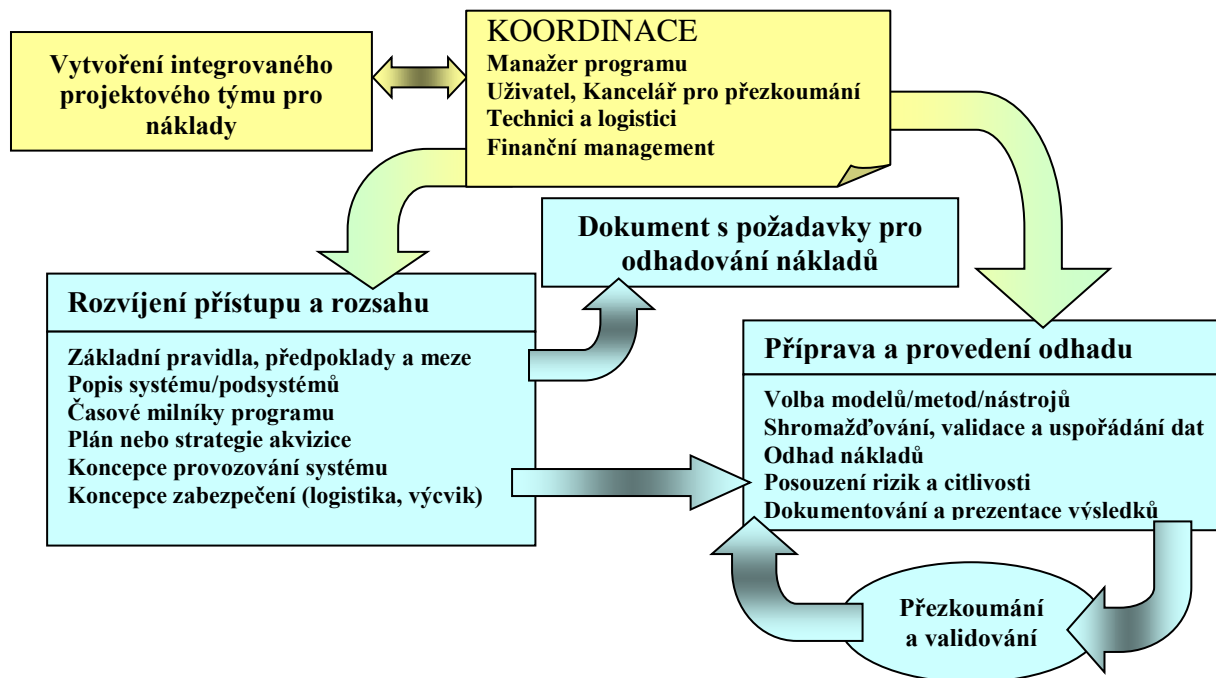 Vytvoření integrovaného
projektového týmu pro
náklady
KOORDINACE
Manažer programu
Uživatel, Kancelář pro přezkoumání
Technici a logistici
Finanční management
Dokument s požadavky pro
odhadování nákladů
Rozvíjení přístupu a rozsahu
Základní pravidla, předpoklady a meze
Popis systému/podsystémů
Časové milníky programu
Plán nebo strategie akvizice
Koncepce provozování systému
Koncepce zabezpečení (logistika, výcvik)
Příprava a provedení odhadu
Volba modelů/metod/nástrojů
Shromažďování, validace a uspořádání dat
Odhad nákladů
Posouzení rizik a citlivosti
Dokumentování a prezentace výsledků
Přezkoumání
a validování